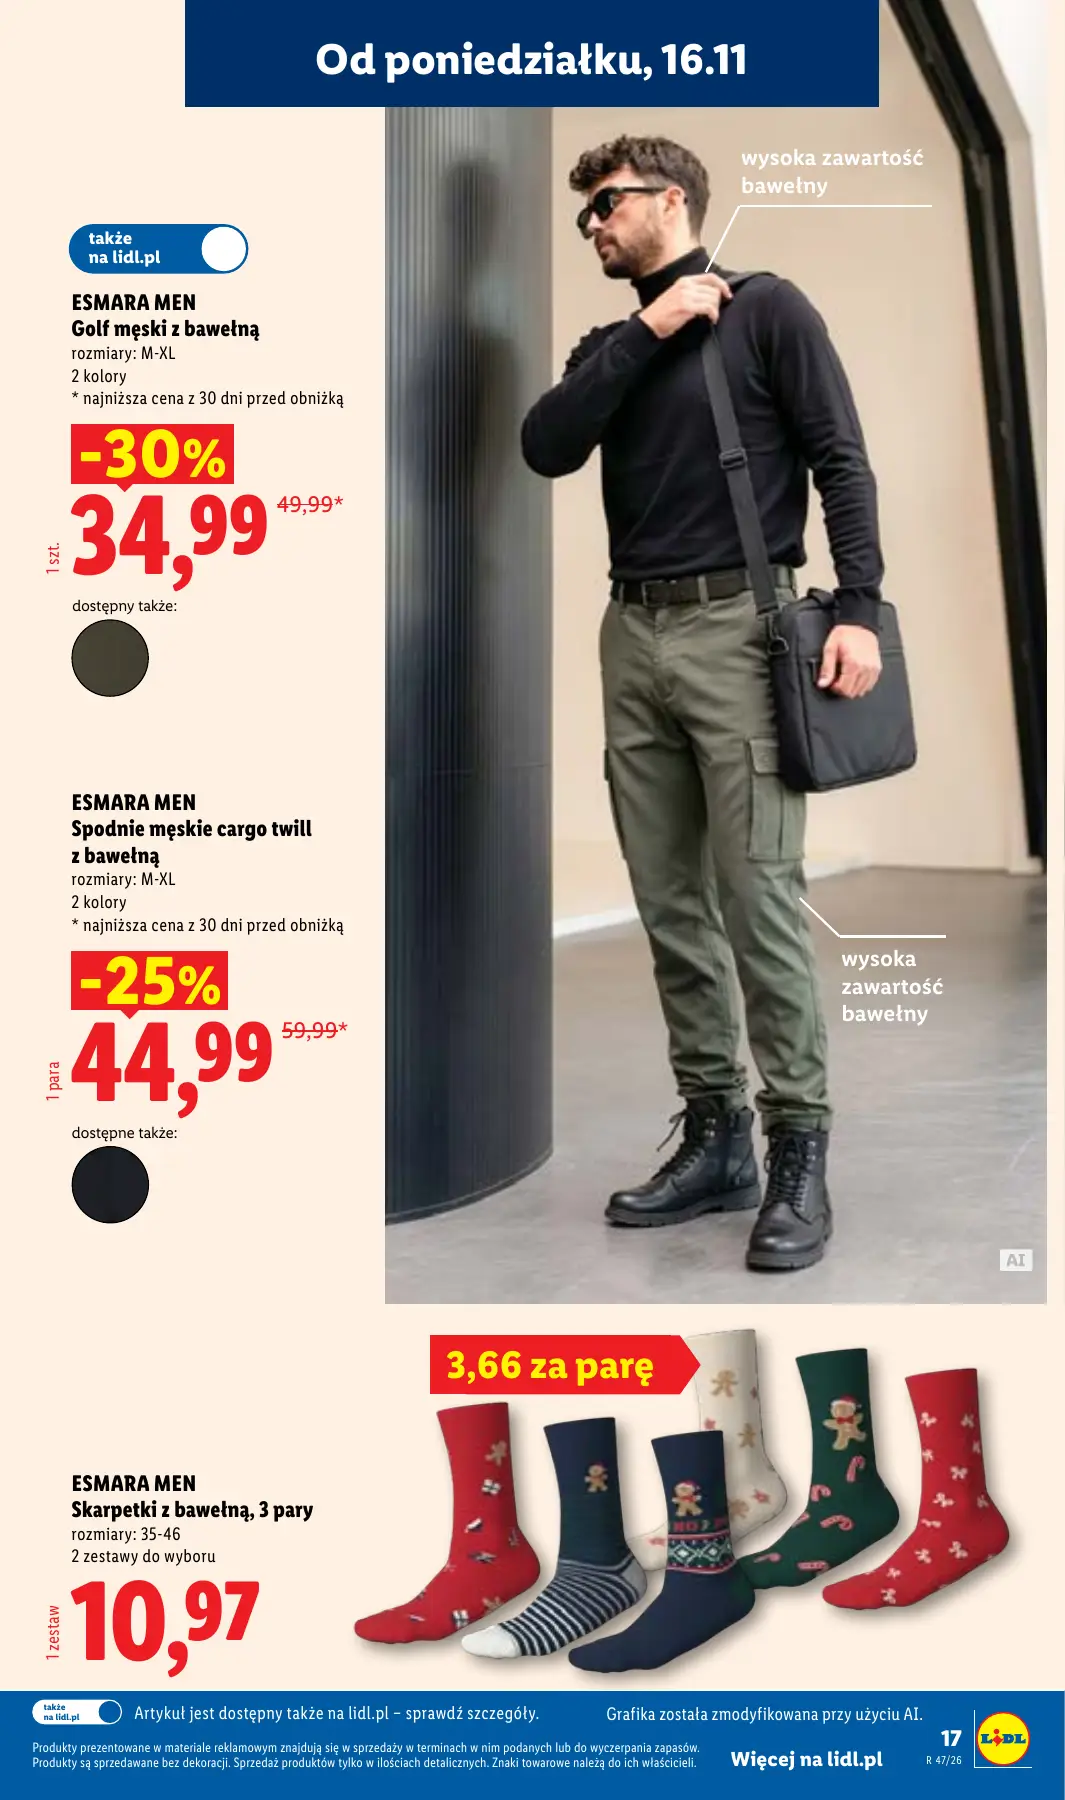 Od poniedziałku, 16.11
wysoka zawartość
bawełny
także
na lidl.pl
ESMARA MEN
Golf męski z bawełną
rozmiary: M-XL
2 kolory
* najniższa cena z 30 dni przed obniżką
-30%
34,99
49,99*
1 szt.
dostępny także:
ESMARA MEN
Spodnie męskie cargo twill
z bawełną
rozmiary: M-XL
2 kolory
* najniższa cena z 30 dni przed obniżką
-25%
44,99
59,99*
1 para
dostępne także:
wysoka
zawartość
bawełny
AI
3,66 za parę
ESMARA MEN
Skarpetki z bawełną, 3 pary
rozmiary: 35-46
2 zestawy do wyboru
10,97
1 zestaw
także
na lidl.pl
Artykuł jest dostępny także na lidl.pl – sprawdź szczegóły.
Grafika została zmodyfikowana przy użyciu AI.
Produkty prezentowane w materiale reklamowym znajdują się w sprzedaży w terminach w nim podanych lub do wyczerpania zapasów.
Produkty są sprzedawane bez dekoracji. Sprzedaż produktów tylko w ilościach detalicznych. Znaki towarowe należą do ich właścicieli.
Więcej na lidl.pl
17
R 47/26
LIDL